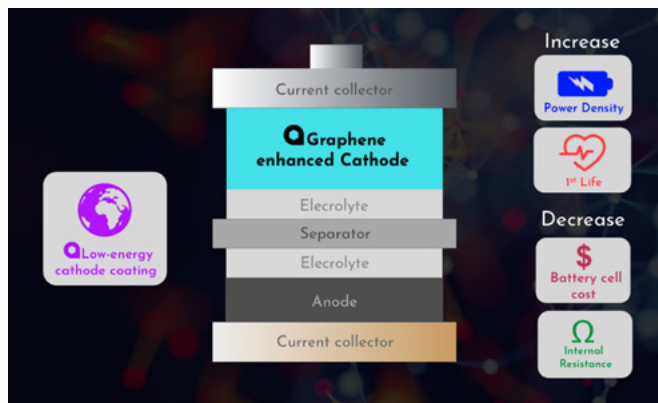 Increase
Current collector
Power Density
Graphene
enhanced Cathode
1st Life
Elecrolyte
Separator
Decrease
Low-energy
cathode coating
Elecrolyte
$
Battery cell
cost
Anode
Current collector
Ω
Internal
Resistance